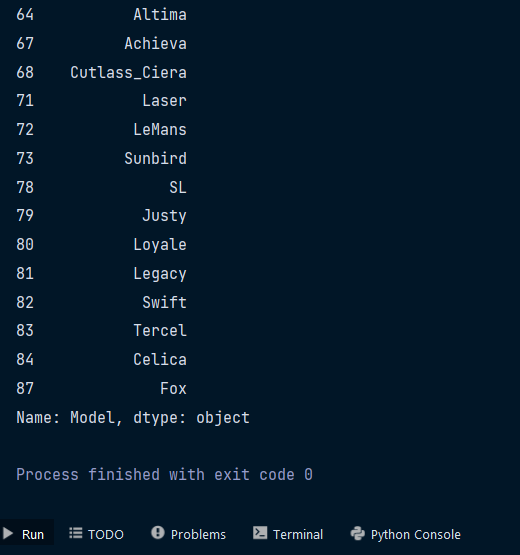 64 Altima
67 Achieva
68 Cutlass_Ciera
71 Laser
72 LeMans
73 Sunbird
78 SL
79 Justy
80 Loyale
81 Legacy
82 Swift
83 Tercel
84 Celica
87 Fox
Name: Model, dtype: object
Process finished with exit code 0
Run TODO Problems Terminal Python Console